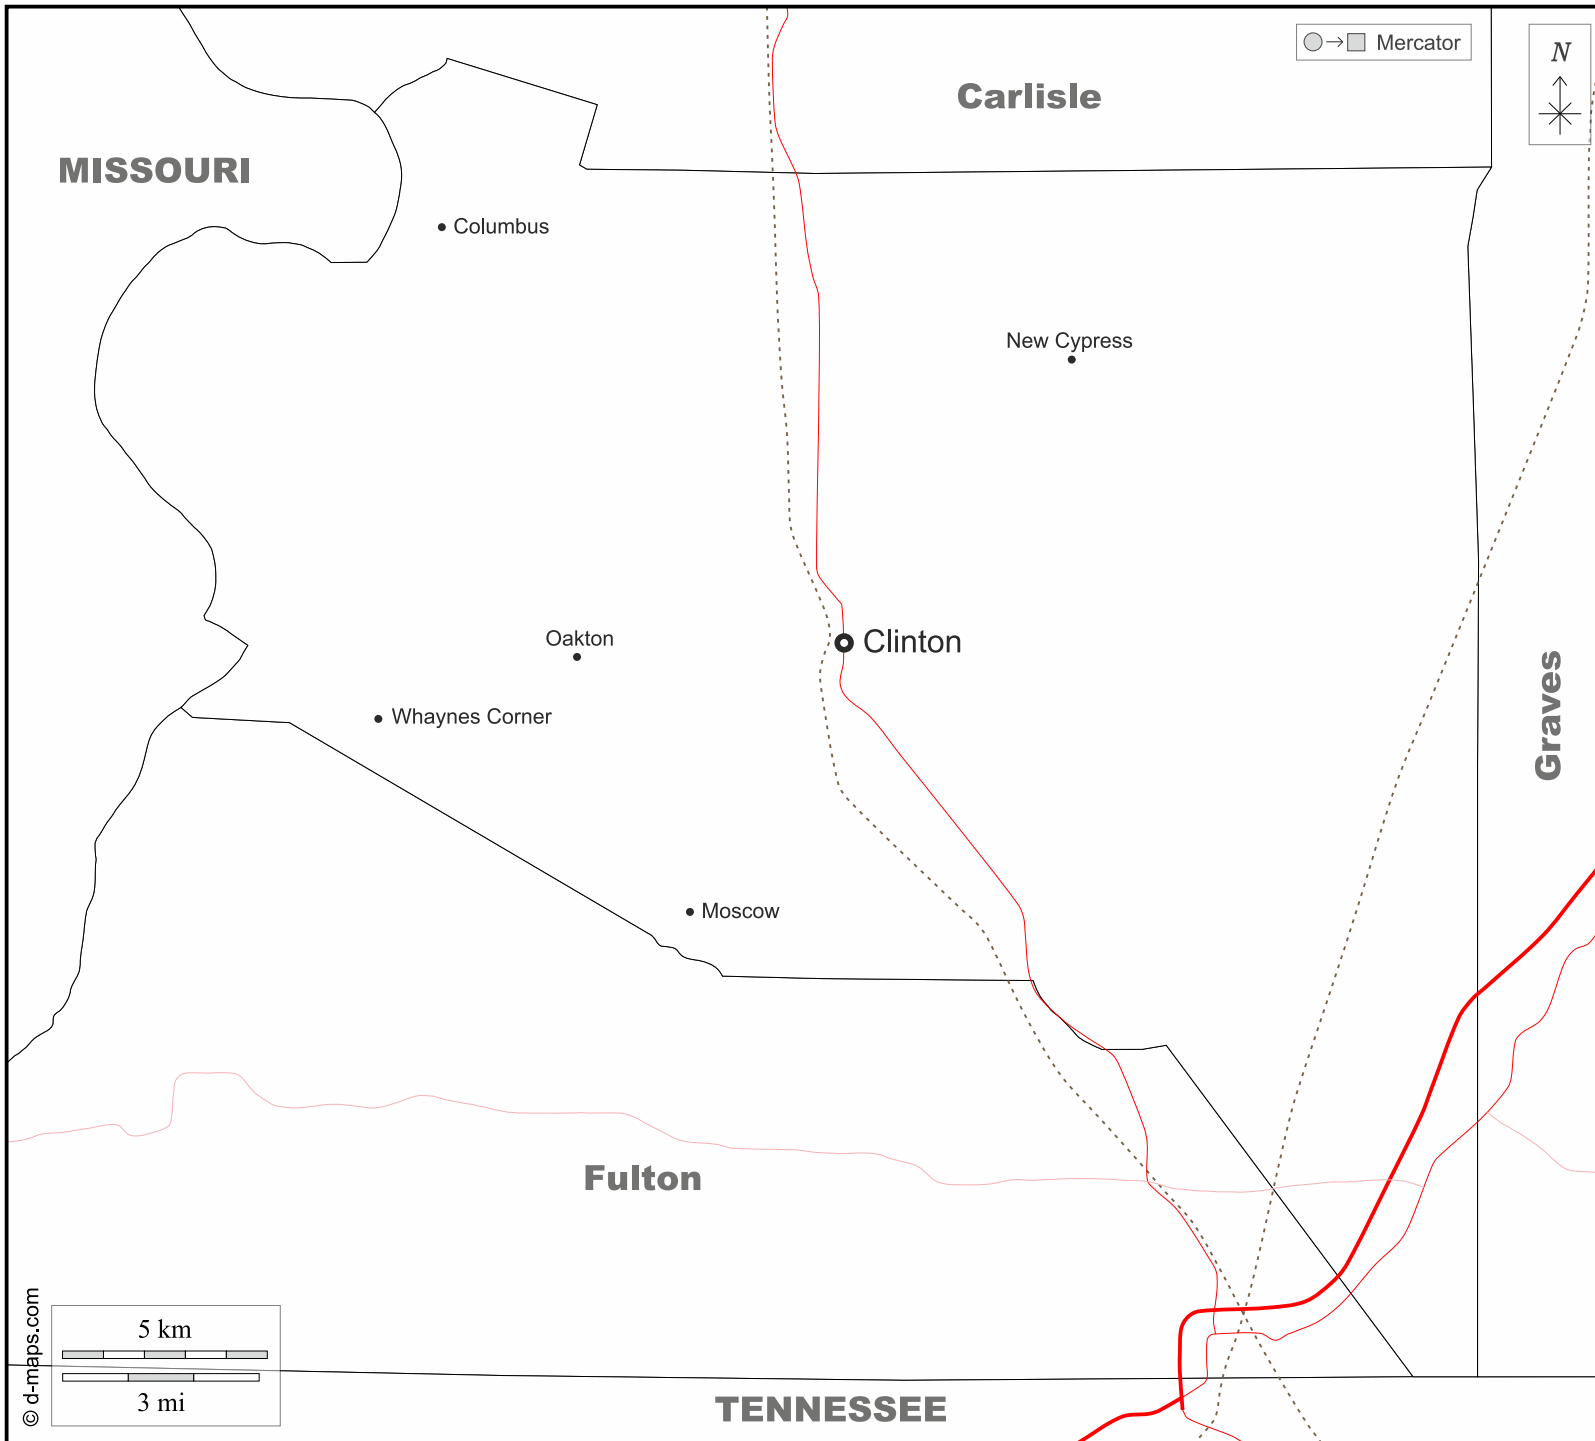 Mercator
N
Carlisle
MISSOURI
Columbus
New Cypress
Oakton
Clinton
Whaynes Corner
Graves
Moscow
Fulton
5 km
3 mi
© d-maps.com
TENNESSEE